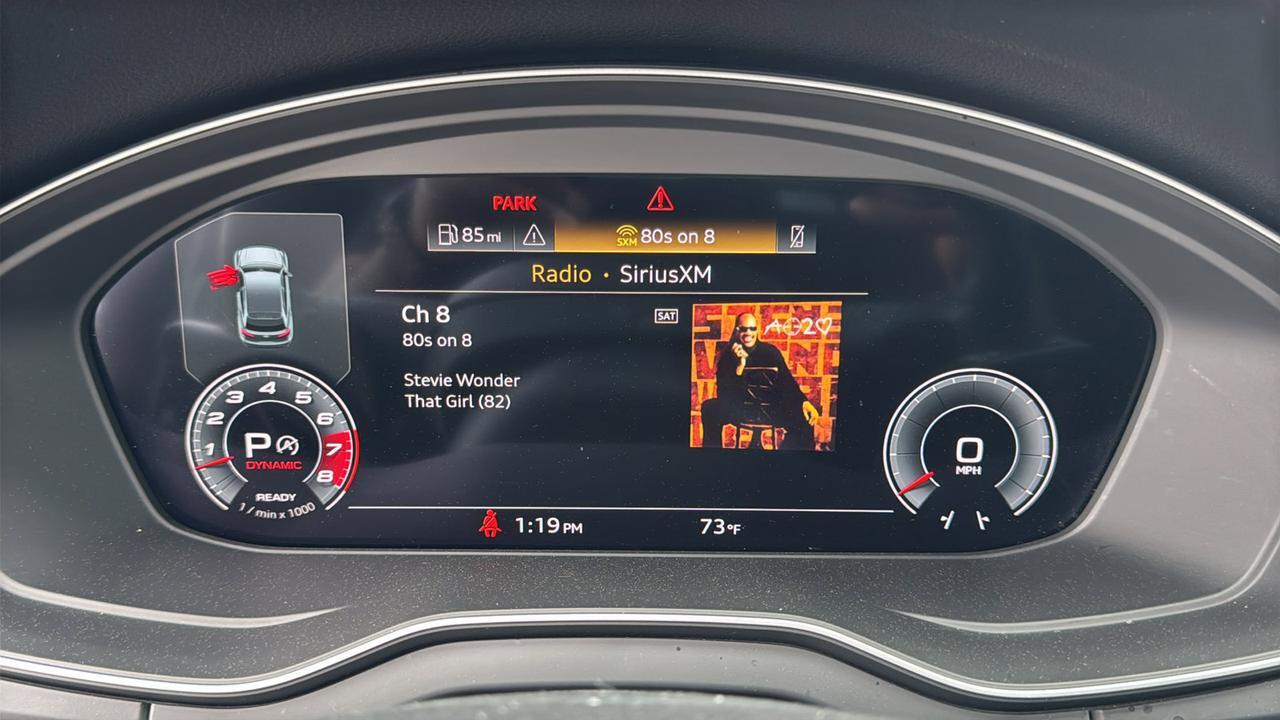 PARK
85 mi
SXM 80s on 8
Radio • SiriusXM
Ch 8
SAT
80s on 8
Stevie Wonder
That Girl (82)
1 2 3 4 5 6 7 8
P
DYNAMIC
READY
1 / min x 1000
0
MPH
1:19 PM
73°F